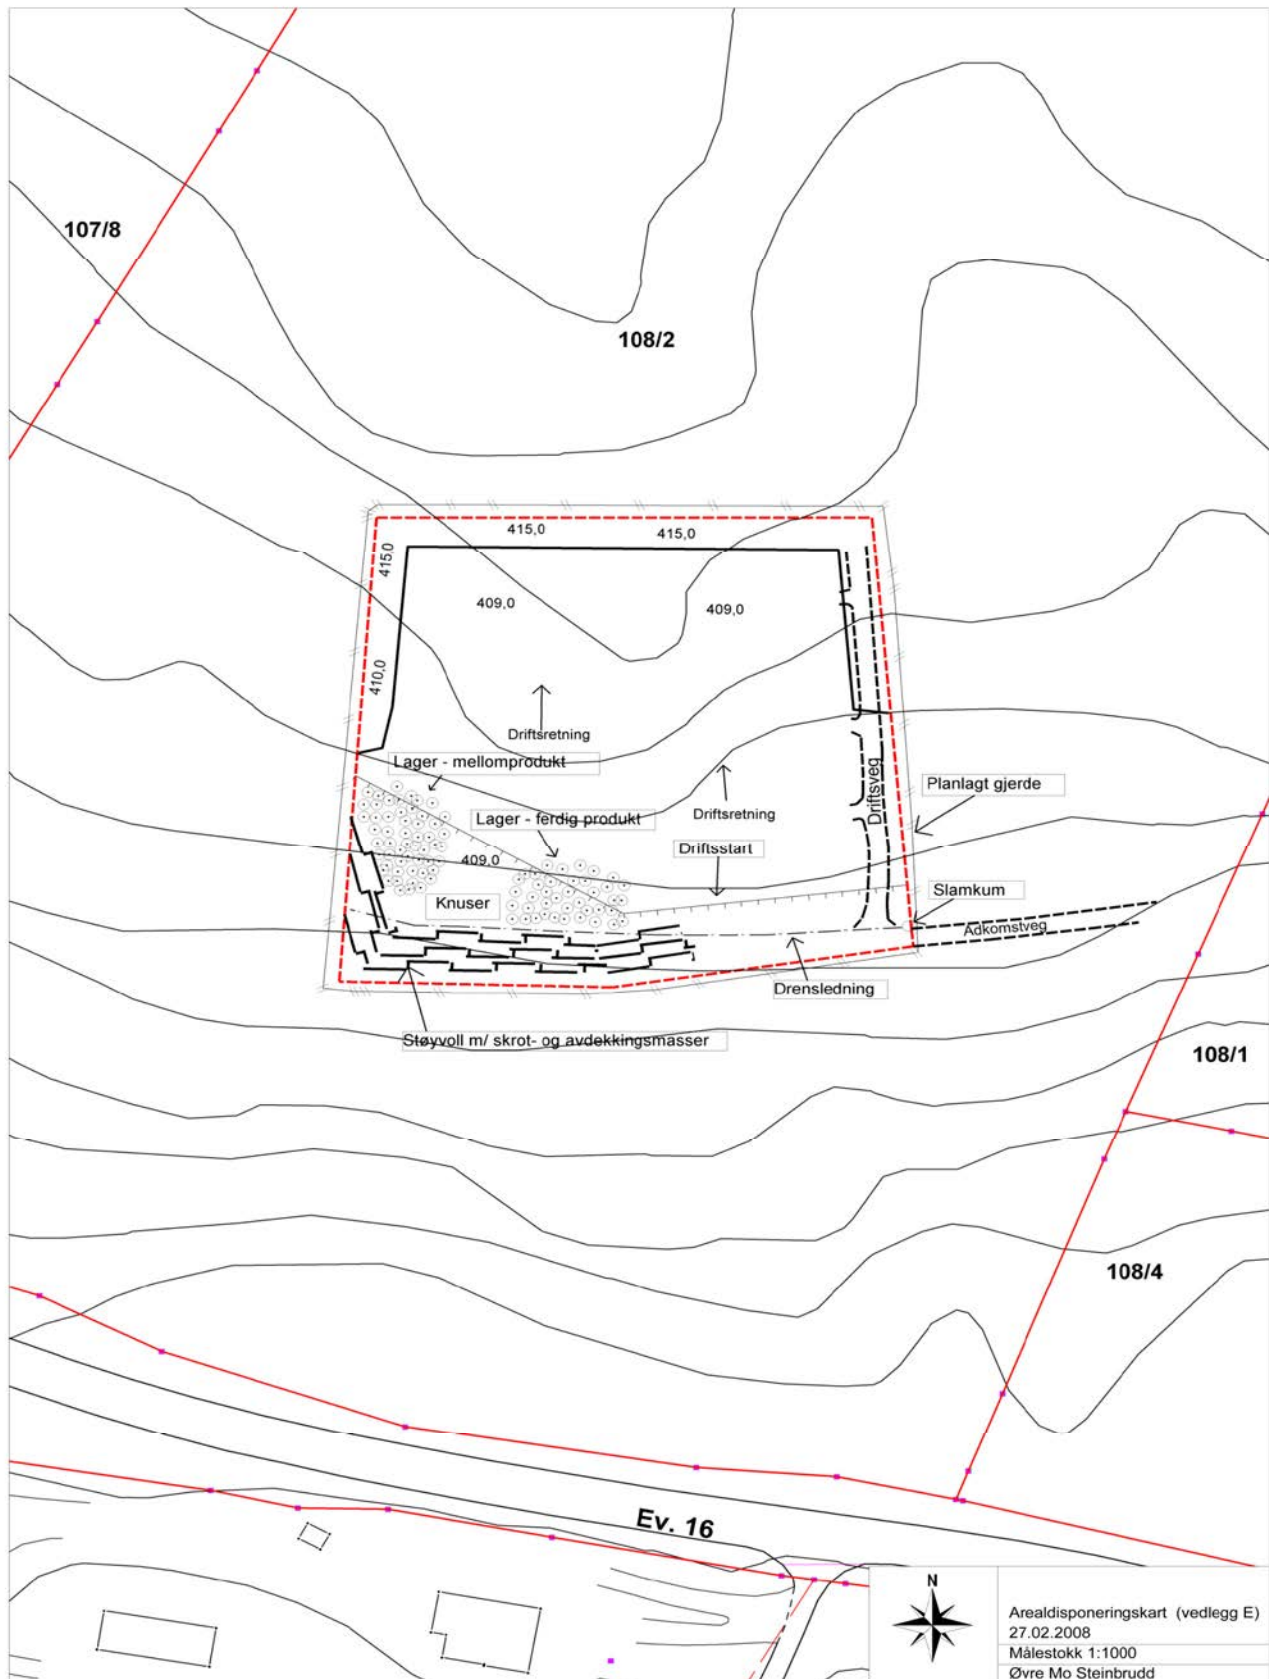 107/8
108/2
415,0
415,0
415,0
409,0
409,0
410,0
Driftsretning
Lager - mellomprodukt
Driftsveg
Planlagt gjerde
Driftsretning
Lager - ferdig produkt
Driftsstart
409,0
Slamkum
Knuser
Adkomstveg
Drensledning
Støyvoll m/ skrot- og avdekkingsmasser
108/1
108/4
Ev. 16
N
Arealdisponeringskart (vedlegg E)
27.02.2008
Målestokk 1:1000
Øvre Mo Steinbrudd